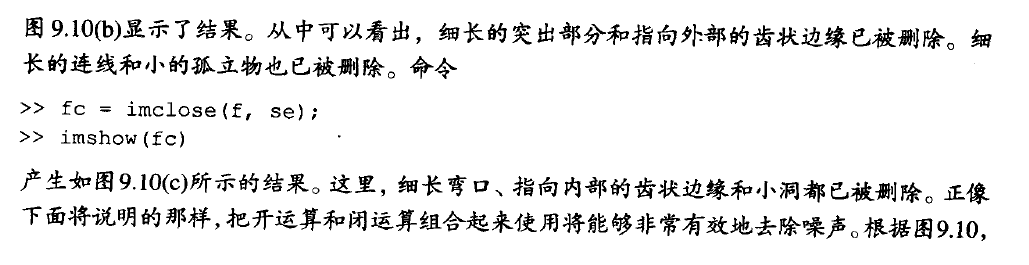 图 9.10(b)显示了结果。从中可以看出，细长的突出部分和指向外部的齿状边缘已被删除。细
长的连线和小的孤立物也已被删除。命令
>> fc = imclose(f, se);
>> imshow(fc)
产生如图9.10(c)所示的结果。这里，细长弯口、指向内部的齿状边缘和小洞都已被删除。正像
下面将说明的那样，把开运算和闭运算组合起来使用将能够非常有效地去除噪声。根据图9.10，